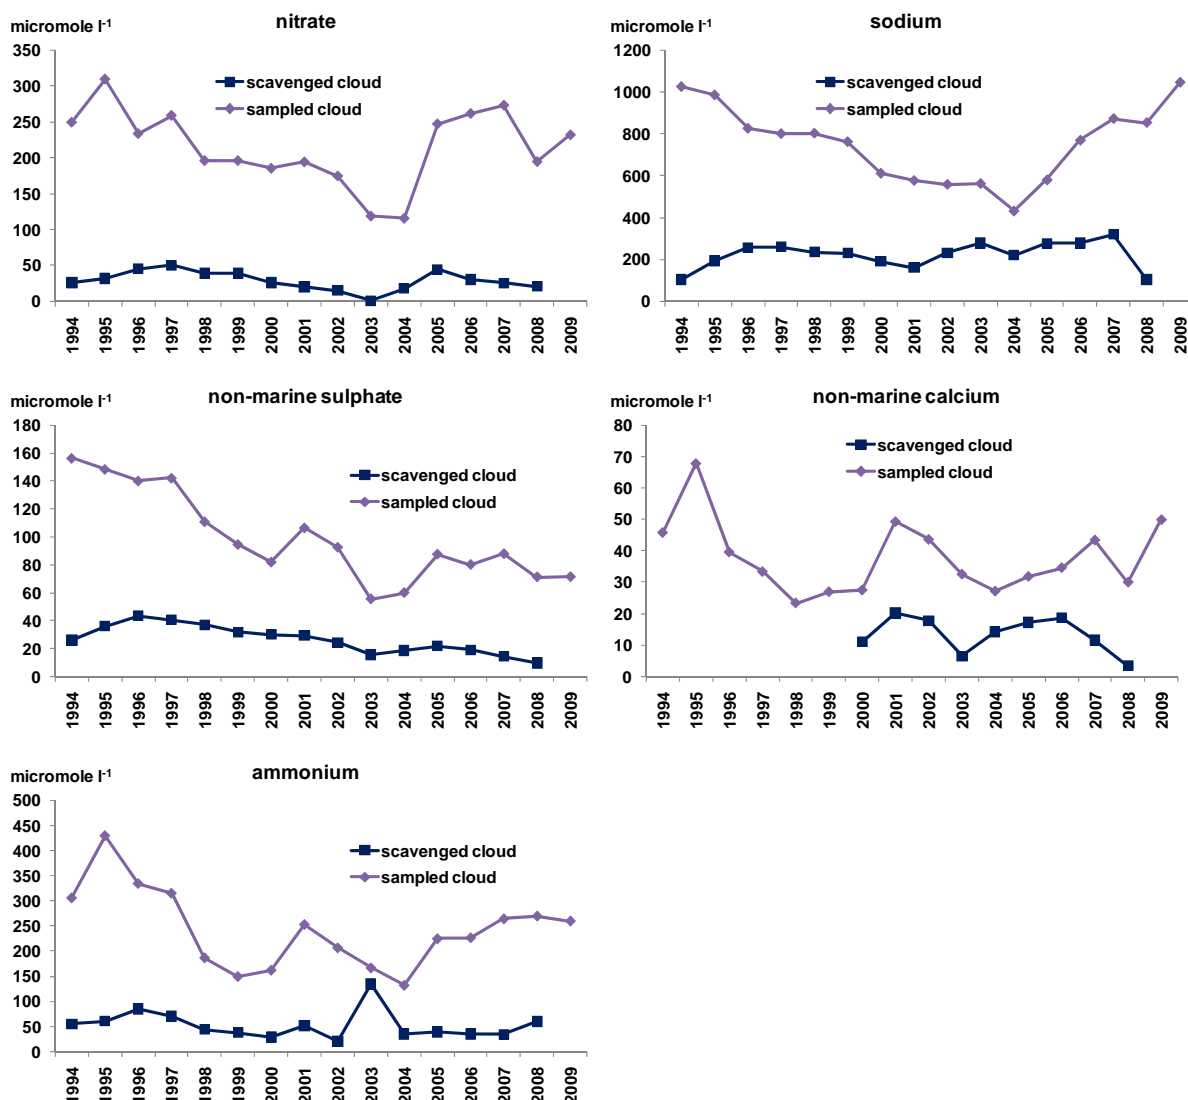 nitrate
micromole l⁻¹
350
300
250
200
150
100
50
0
scavenged cloud
sampled cloud
1994 1995 1996 1997 1998 1999 2000 2001 2002 2003 2004 2005 2006 2007 2008 2009
sodium
micromole l⁻¹
1200
1000
800
600
400
200
0
scavenged cloud
sampled cloud
1994 1995 1996 1997 1998 1999 2000 2001 2002 2003 2004 2005 2006 2007 2008 2009
non-marine sulphate
micromole l⁻¹
180
160
140
120
100
80
60
40
20
0
scavenged cloud
sampled cloud
1994 1995 1996 1997 1998 1999 2000 2001 2002 2003 2004 2005 2006 2007 2008 2009
non-marine calcium
micromole l⁻¹
80
70
60
50
40
30
20
10
0
scavenged cloud
sampled cloud
1994 1995 1996 1997 1998 1999 2000 2001 2002 2003 2004 2005 2006 2007 2008 2009
ammonium
micromole l⁻¹
500
450
400
350
300
250
200
150
100
50
0
scavenged cloud
sampled cloud
1994 1995 1996 1997 1998 1999 2000 2001 2002 2003 2004 2005 2006 2007 2008 2009